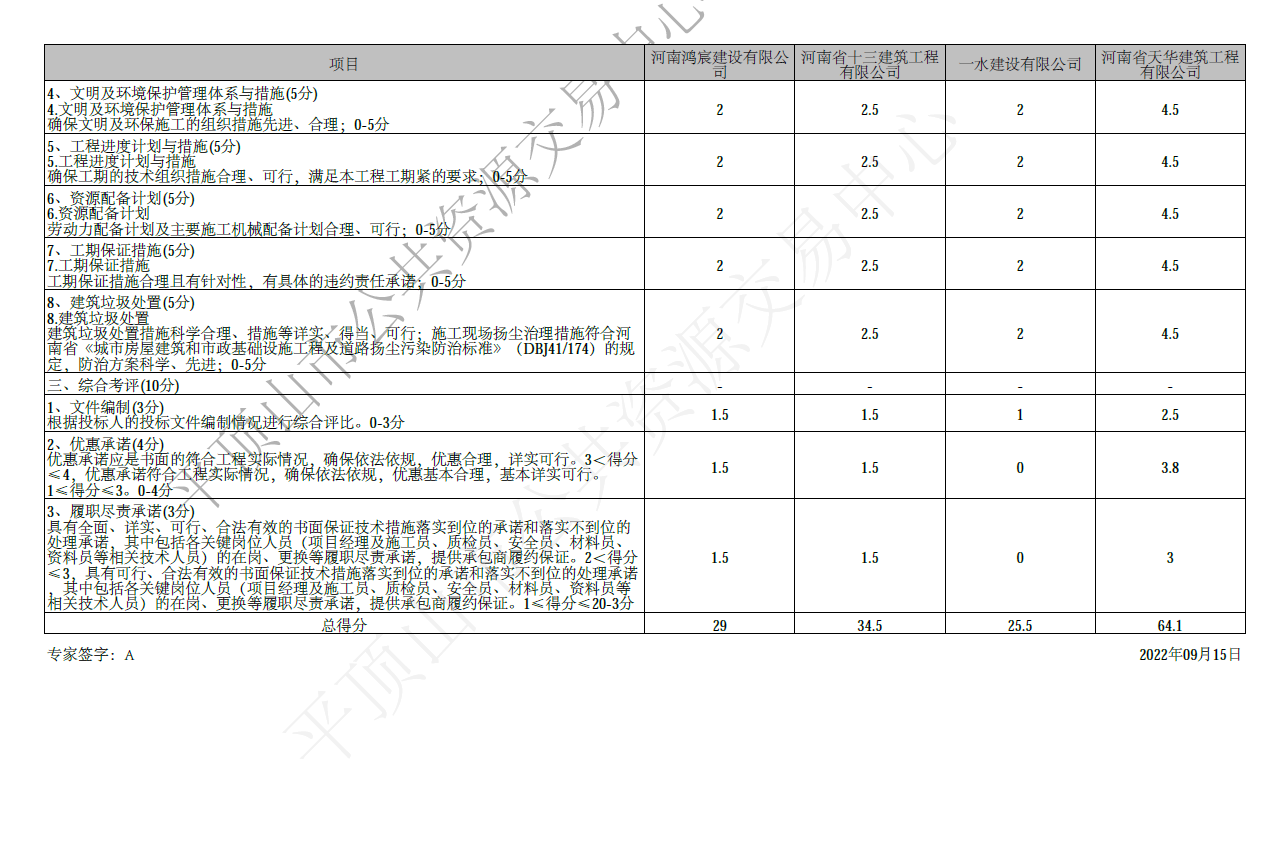 项目 河南鸿宸建设有限公 河南省十三建筑工程 一水建设有限公司 河南省天华建筑工程
司 有限公司 有限公司
4、文明及环境保护管理体系与措施(5分)
4.文明及环境保护管理体系与措施 2 2.5 2 4.5
确保文明及环保施工的组织措施先进、合理；0-5分
5、工程进度计划与措施(5分)
5.工程进度计划与措施 2 2.5 2 4.5
确保工期的技术组织措施合理、可行，满足本工程工期紧的要求；0-5分
6、资源配备计划(5分)
6.资源配备计划 2 2.5 2 4.5
劳动力配备计划及主要施工机械配备计划合理、可行；0-5分
7、工期保证措施(5分)
7.工期保证措施 2 2.5 2 4.5
工期保证措施合理且有针对性，有具体的违约责任承诺；0-5分
8、建筑垃圾处置(5分)
8.建筑垃圾处置
建筑垃圾处置措施科学合理、措施等详实、得当、可行；施工现场扬尘治理措施符合河 2 2.5 2 4.5
南省《城市房屋建筑和市政基础设施工程及道路扬尘污染防治标准》（DBJ41/174）的规
定，防治方案科学、先进；0-5分
三、综合考评(10分) - - - -
1、文件编制(3分) 1.5 1.5 1 2.5
根据投标人的投标文件编制情况进行综合评比。0-3分
2、优惠承诺(4分)
优惠承诺应是书面的符合工程实际情况，确保依法依规，优惠合理，详实可行。3＜得分
≤4，优惠承诺符合工程实际情况，确保依法依规，优惠基本合理，基本详实可行。 1.5 1.5 0 3.8
1≤得分≤3。0-4分
3、履职尽责承诺(3分)
具有全面、详实、可行、合法有效的书面保证技术措施落实到位的承诺和落实不到位的
处理承诺，其中包括各关键岗位人员（项目经理及施工员、质检员、安全员、材料员、
资料员等相关技术人员）的在岗、更换等履职尽责承诺，提供承包商履约保证。2＜得分 1.5 1.5 0 3
≤3，具有可行、合法有效的书面保证技术措施落实到位的承诺和落实不到位的处理承诺
，其中包括各关键岗位人员（项目经理及施工员、质检员、安全员、材料员、资料员等
相关技术人员）的在岗、更换等履职尽责承诺，提供承包商履约保证。1≤得分≤20-3分
总得分 29 34.5 25.5 64.1
专家签字：A 2022年09月15日
平顶山市公共资源交易中心
平顶山市公共资源交易中心